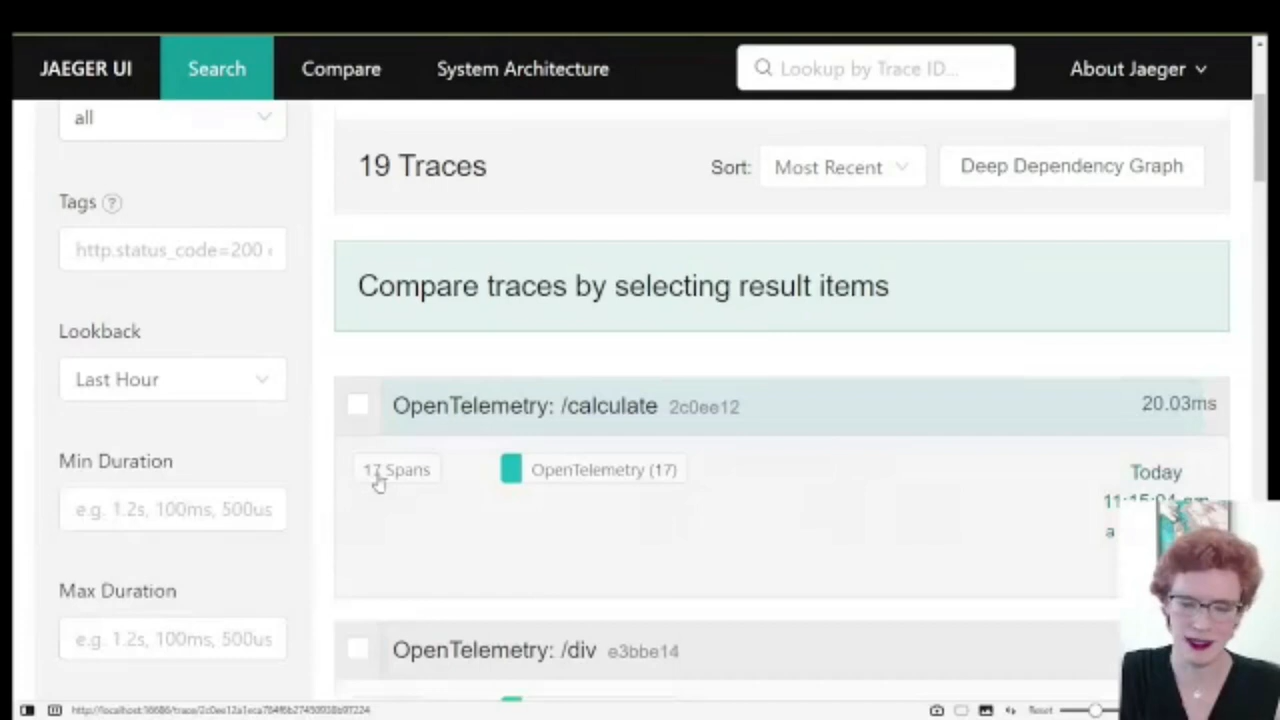 JAEGER UI Search Compare System Architecture Lookup by Trace ID... About Jaeger
all
19 Traces Sort: Most Recent Deep Dependency Graph
Tags ?
http.status_code=200
Compare traces by selecting result items
Lookback
Last Hour
OpenTelemetry: /calculate 2c0ee12 20.03ms
Min Duration
17 Spans OpenTelemetry (17) Today
e.g. 1.2s, 100ms, 500us
Max Duration
e.g. 1.2s, 100ms, 500us
OpenTelemetry: /div e3bbe14
Reset